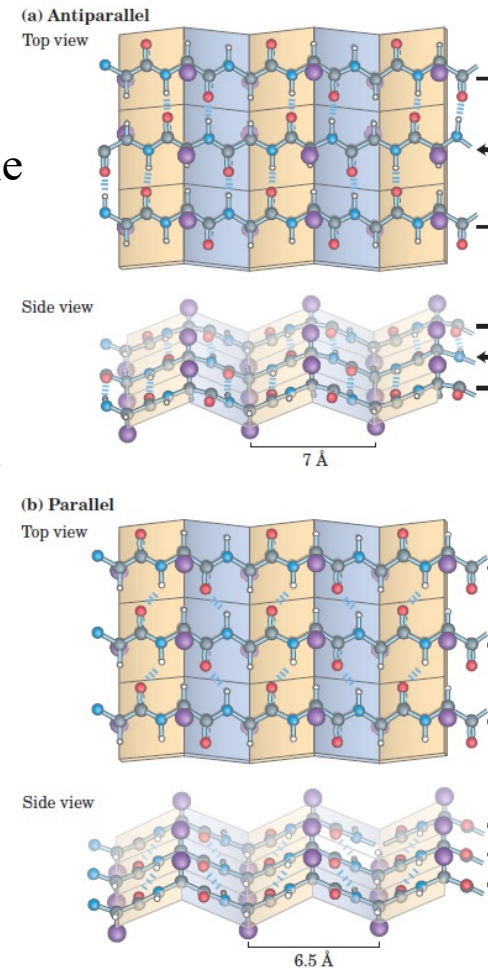 (a) Antiparallel
Top view
Side view
7 Å
(b) Parallel
Top view
Side view
6.5 Å